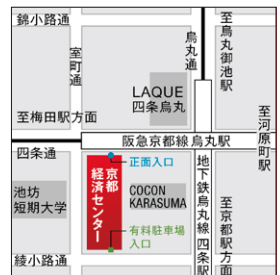 錦小路通
室町通
烏丸通
至烏丸御池駅
LAQUE
四条烏丸
至梅田駅方面
至河原町駅
阪急京都線 烏丸駅
四条通
正面入口
京都
経済センター
池坊
短期大学
COCON
KARASUMA
地下鉄烏丸線 四条駅
至京都駅方面
有料駐車場
入口
綾小路通